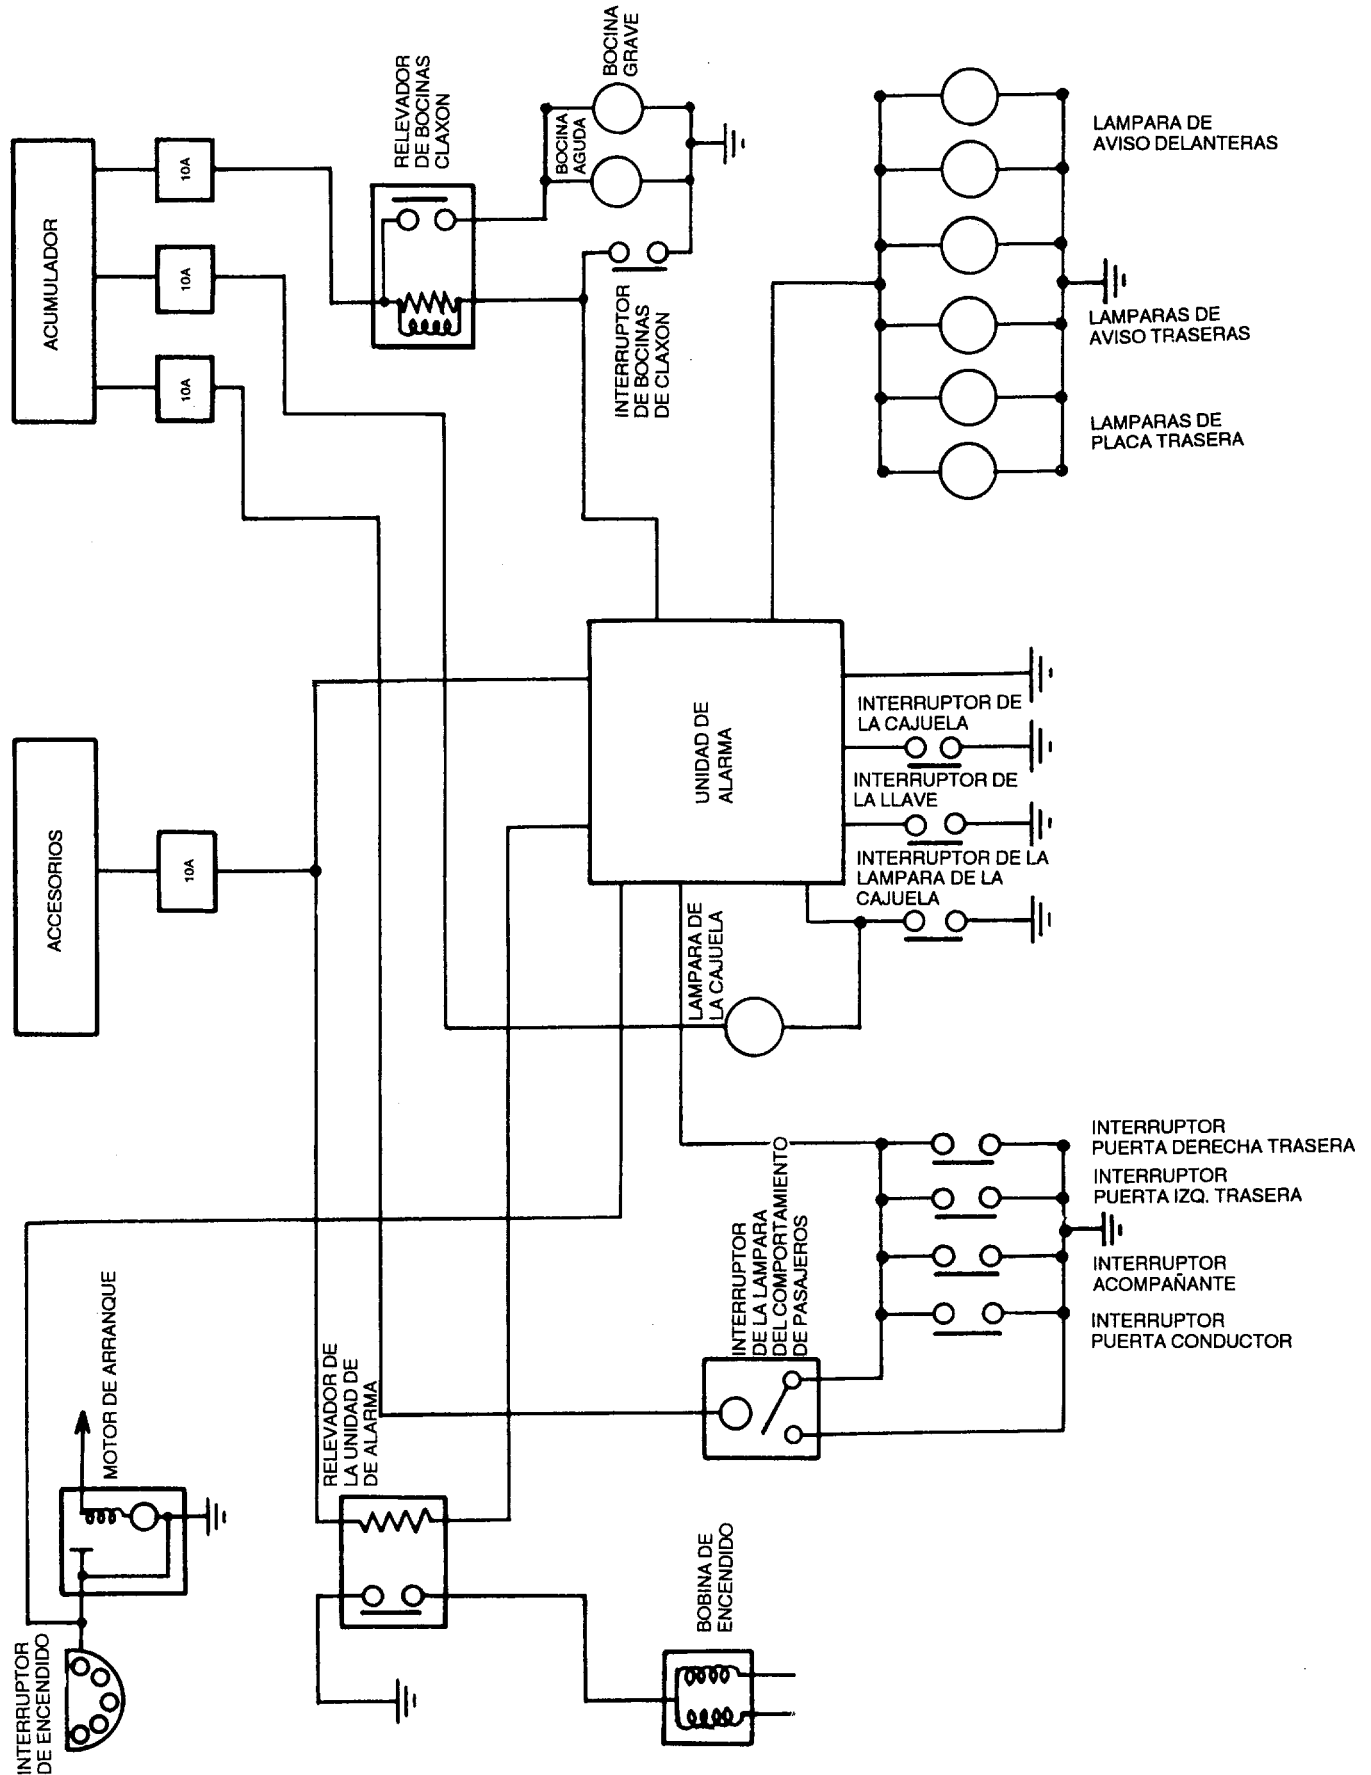 ACUMULADOR
10A
10A
10A
RELEVADOR
DE BOCINAS
CLAXON
BOCINA
GRAVE
BOCINA
AGUDA
INTERRUPTOR
DE BOCINAS
DE CLAXON
LAMPARA DE
AVISO DELANTERAS
LAMPARAS DE
AVISO TRASERAS
LAMPARAS DE
PLACA TRASERA
ACCESORIOS
10A
UNIDAD DE
ALARMA
INTERRUPTOR DE
LA CAJUELA
INTERRUPTOR DE
LA LLAVE
INTERRUPTOR DE LA
LAMPARA DE LA
CAJUELA
LAMPARA DE
LA CAJUELA
INTERRUPTOR
PUERTA DERECHA TRASERA
INTERRUPTOR
PUERTA IZQ. TRASERA
INTERRUPTOR
ACOMPAÑANTE
INTERRUPTOR
PUERTA CONDUCTOR
INTERRUPTOR
DE LA LAMPARA
DEL COMPORTAMIENTO
DE PASAJEROS
MOTOR DE ARRANQUE
RELEVADOR DE
LA UNIDAD DE
DE ALARMA
INTERRUPTOR
DE ENCENDIDO
BOBINA DE
ENCENDIDO